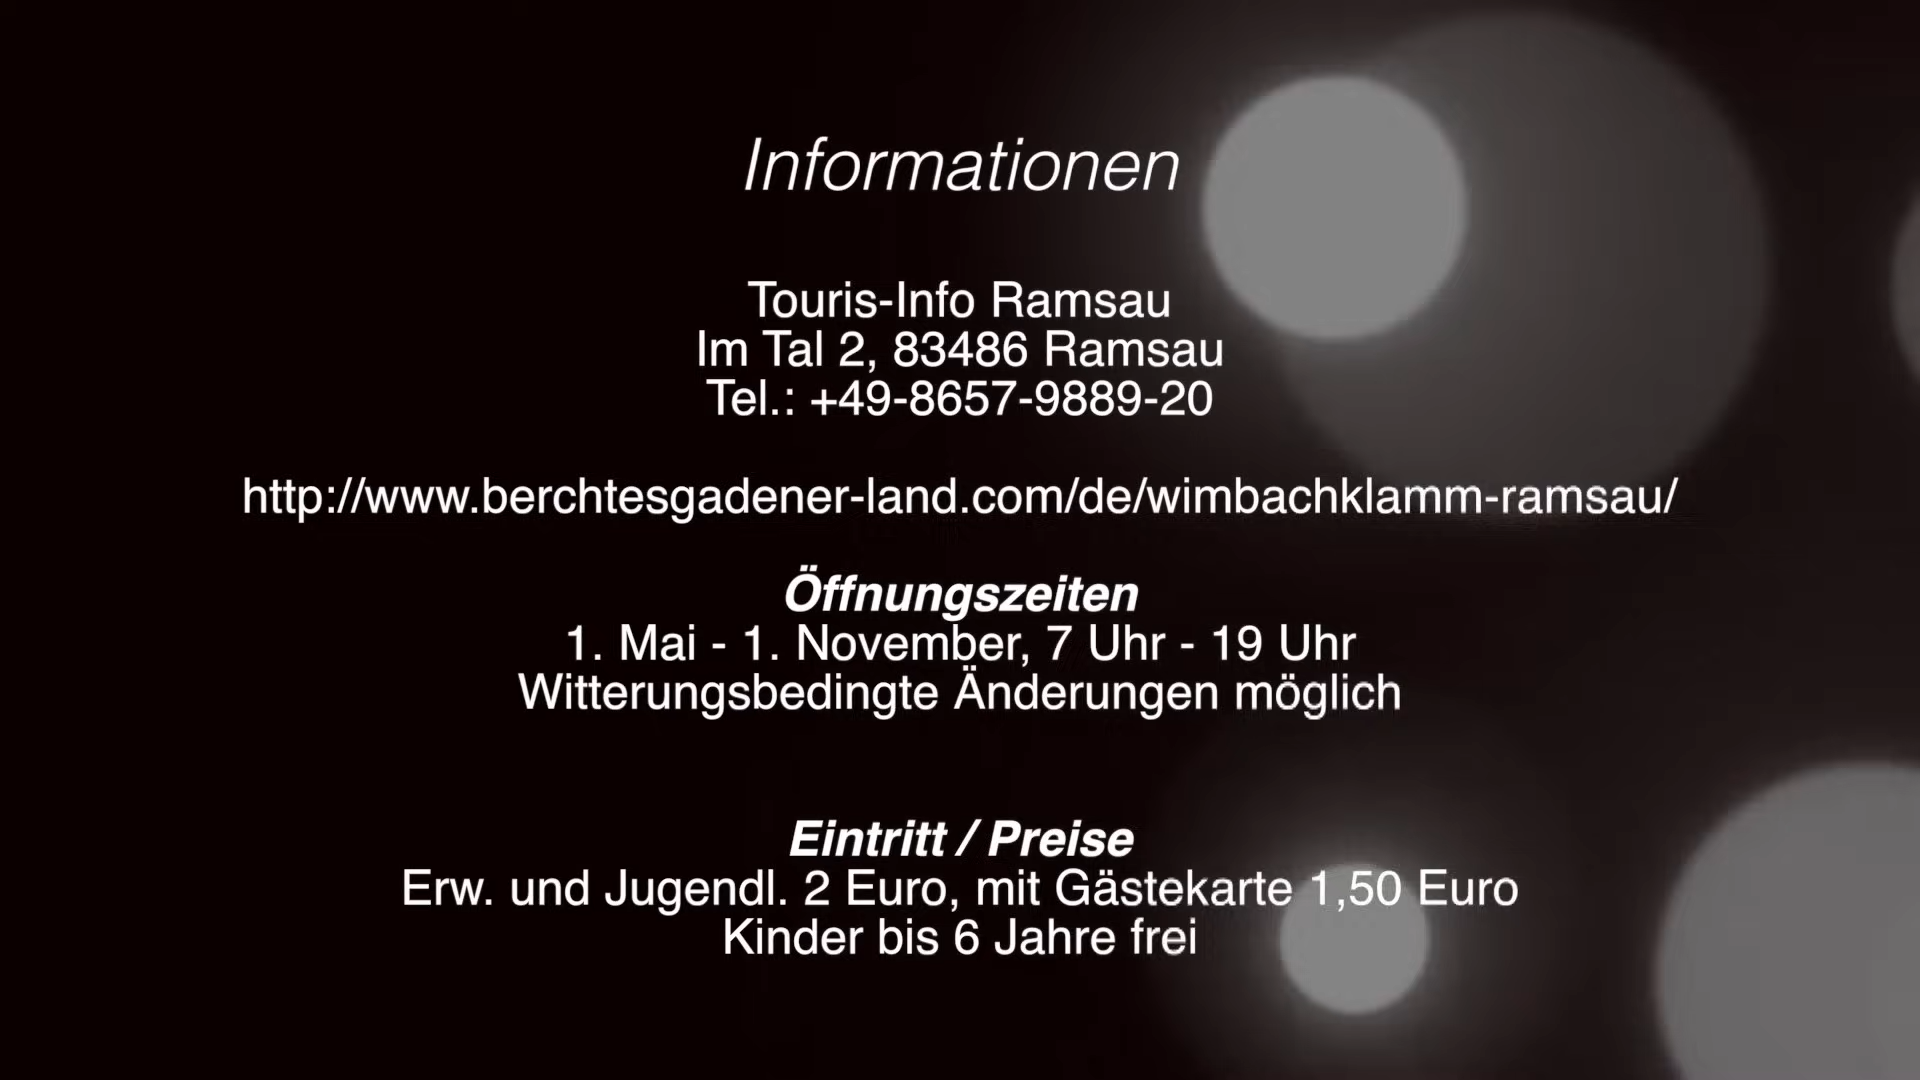 Informationen
Touris-Info Ramsau
Im Tal 2, 83486 Ramsau
Tel.: +49-8657-9889-20
http://www.berchtesgadener-land.com/de/wimbachklamm-ramsau/
Öffnungszeiten
1. Mai - 1. November, 7 Uhr - 19 Uhr
Witterungsbedingte Änderungen möglich
Eintritt / Preise
Erw. und Jugendl. 2 Euro, mit Gästekarte 1,50 Euro
Kinder bis 6 Jahre frei